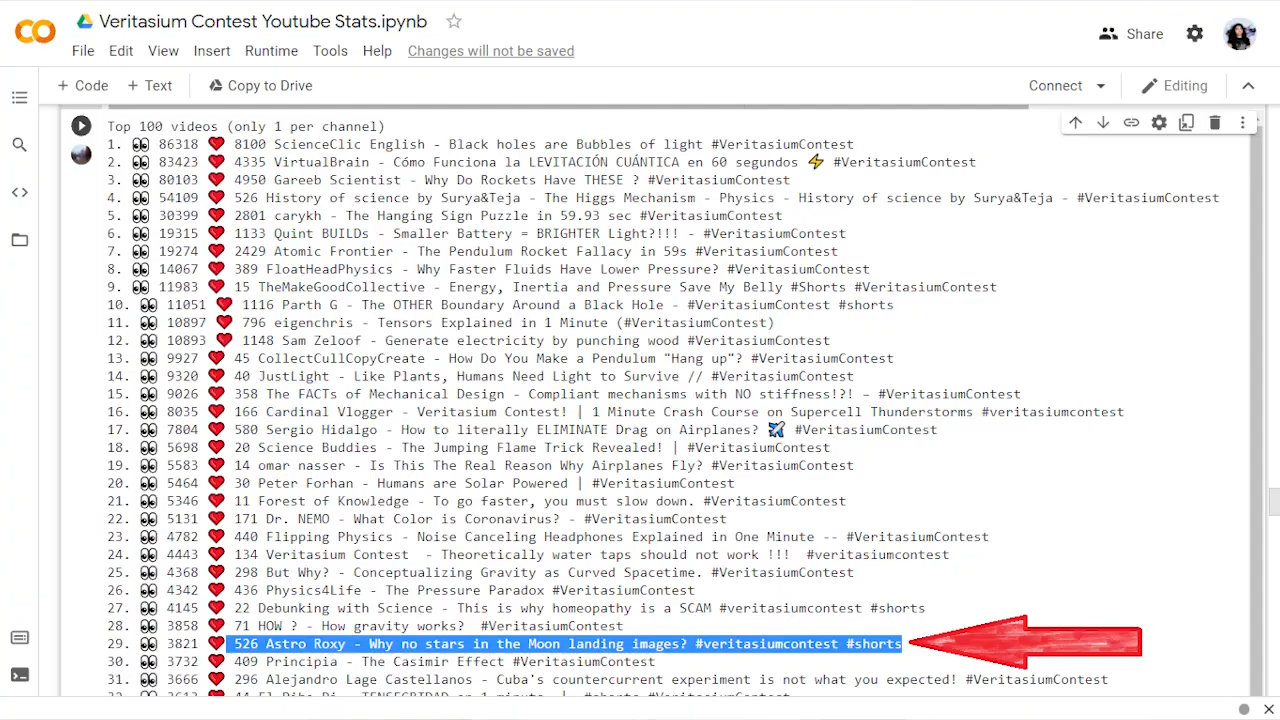 Veritasium Contest Youtube Stats.ipynb
File Edit View Insert Runtime Tools Help Changes will not be saved
Share
+ Code + Text Copy to Drive
Connect Editing
Top 100 videos (only 1 per channel)
1. 👀 86318 ❤️ 8100 ScienceClic English - Black holes are Bubbles of light #VeritasiumContest
2. 👀 83423 ❤️ 4335 VirtualBrain - Cómo Funciona la LEVITACIÓN CUÁNTICA en 60 segundos ⚡ #VeritasiumContest
3. 👀 80103 ❤️ 4950 Gareeb Scientist - Why Do Rockets Have THESE ? #VeritasiumContest
4. 👀 54109 ❤️ 526 History of science by Surya&Teja - The Higgs Mechanism - Physics - History of science by Surya&Teja - #VeritasiumContest
5. 👀 30399 ❤️ 2801 carykh - The Hanging Sign Puzzle in 59.93 sec #VeritasiumContest
6. 👀 19315 ❤️ 1133 Quint BUILDs - Smaller Battery = BRIGHTER Light?!!! - #VeritasiumContest
7. 👀 19274 ❤️ 2429 Atomic Frontier - The Pendulum Rocket Fallacy in 59s #VeritasiumContest
8. 👀 14067 ❤️ 389 FloatHeadPhysics - Why Faster Fluids Have Lower Pressure? #VeritasiumContest
9. 👀 11983 ❤️ 15 TheMakeGoodCollective - Energy, Inertia and Pressure Save My Belly #Shorts #VeritasiumContest
10. 👀 11051 ❤️ 1116 Parth G - The OTHER Boundary Around a Black Hole - #VeritasiumContest #shorts
11. 👀 10897 ❤️ 796 eigenchris - Tensors Explained in 1 Minute (#VeritasiumContest)
12. 👀 10893 ❤️ 1148 Sam Zeloof - Generate electricity by punching wood #VeritasiumContest
13. 👀 9927 ❤️ 45 CollectCullCopyCreate - How Do You Make a Pendulum "Hang up"? #VeritasiumContest
14. 👀 9320 ❤️ 40 JustLight - Like Plants, Humans Need Light to Survive // #VeritasiumContest
15. 👀 9026 ❤️ 358 The FACTs of Mechanical Design - Compliant mechanisms with NO stiffness!?! – #VeritasiumContest
16. 👀 8035 ❤️ 166 Cardinal Vlogger - Veritasium Contest! | 1 Minute Crash Course on Supercell Thunderstorms #veritasiumcontest
17. 👀 7804 ❤️ 580 Sergio Hidalgo - How to literally ELIMINATE Drag on Airplanes? ✈️ #VeritasiumContest
18. 👀 5698 ❤️ 20 Science Buddies - The Jumping Flame Trick Revealed! | #VeritasiumContest
19. 👀 5583 ❤️ 14 omar nasser - Is This The Real Reason Why Airplanes Fly? #VeritasiumContest
20. 👀 5464 ❤️ 30 Peter Forhan - Humans are Solar Powered | #VeritasiumContest
21. 👀 5346 ❤️ 11 Forest of Knowledge - To go faster, you must slow down. #VeritasiumContest
22. 👀 5131 ❤️ 171 Dr. NEMO - What Color is Coronavirus? - #VeritasiumContest
23. 👀 4782 ❤️ 440 Flipping Physics - Noise Canceling Headphones Explained in One Minute -- #VeritasiumContest
24. 👀 4443 ❤️ 134 Veritasium Contest - Theoretically water taps should not work !!! #veritasiumcontest
25. 👀 4368 ❤️ 298 But Why? - Conceptualizing Gravity as Curved Spacetime. #VeritasiumContest
26. 👀 4342 ❤️ 436 Physics4Life - The Pressure Paradox #VeritasiumContest
27. 👀 4145 ❤️ 22 Debunking with Science - This is why homeopathy is a SCAM #veritasiumcontest #shorts
28. 👀 3858 ❤️ 71 HOW ? - How gravity works? #VeritasiumContest
29. 👀 3821 ❤️ 526 Astro Roxy - Why no stars in the Moon landing images? #veritasiumcontest #shorts
30. 👀 3732 ❤️ 409 Principia - The Casimir Effect #VeritasiumContest
31. 👀 3666 ❤️ 296 Alejandro Lage Castellanos - Cuba's countercurrent experiment is not what you expected! #VeritasiumContest